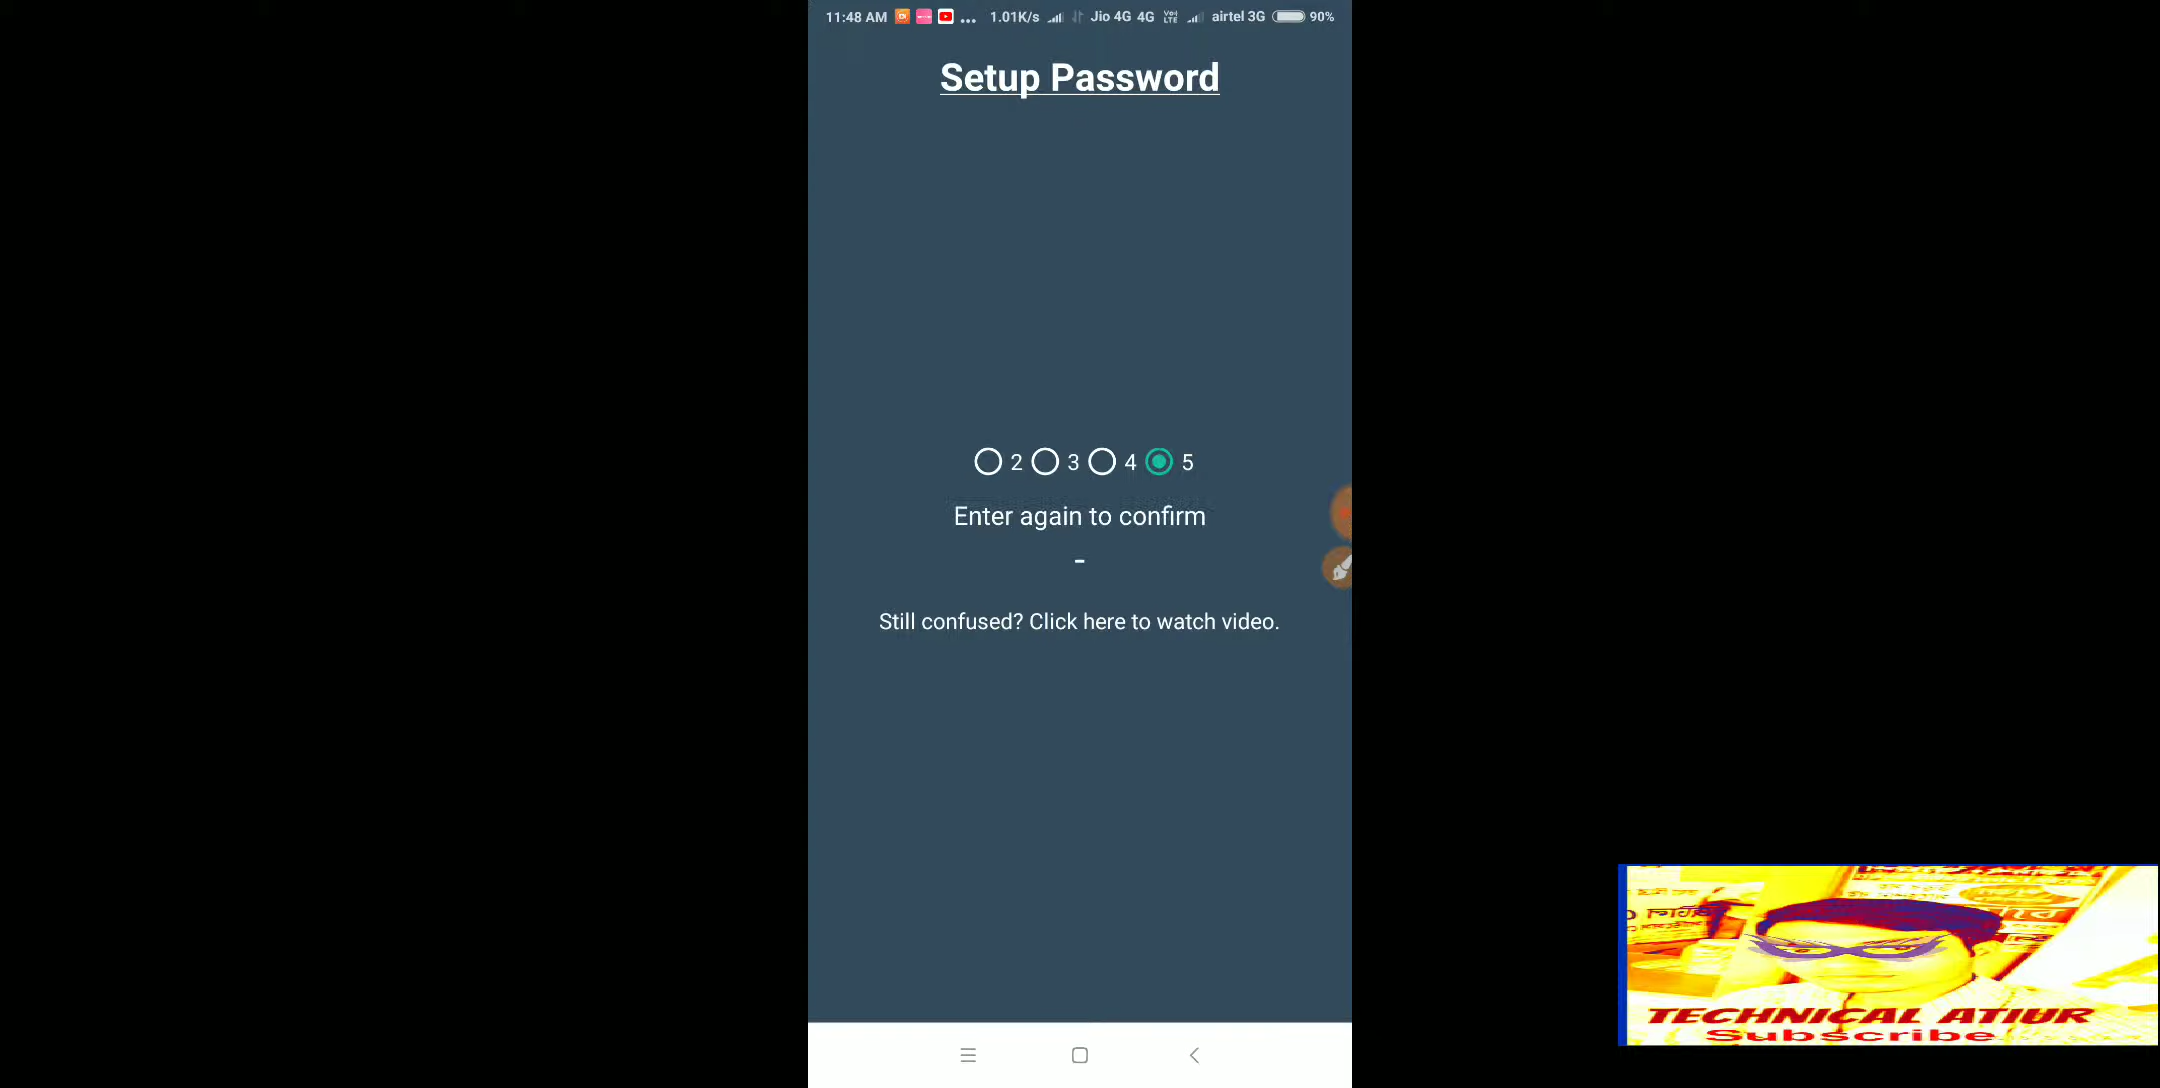 11:48 AM ... 1.01K/s Jio 4G 4G VoLTE airtel 3G 90%
Setup Password
2 3 4 5
Enter again to confirm
-
Still confused? Click here to watch video.
TECHNICAL ATIUR
Subscribe